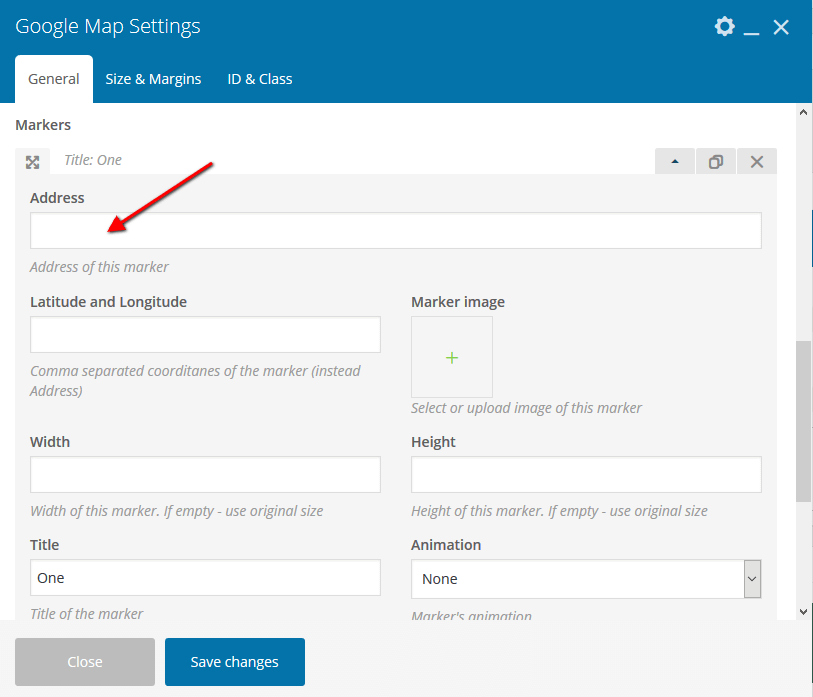 Google Map Settings
General
Size & Margins
ID & Class
Markers
Title: One
Address
Address of this marker
Latitude and Longitude
Marker image
Comma separated coorditanes of the marker (instead
Address)
Select or upload image of this marker
Width
Height
Width of this marker. If empty - use original size
Height of this marker. If empty - use original size
Title
Animation
One
None
Title of the marker
Marker's animation
Close
Save changes